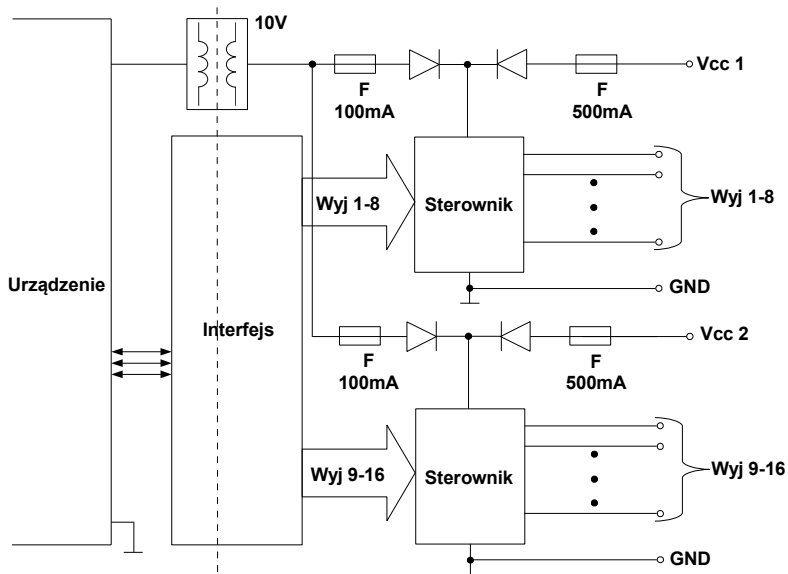 10V
Vcc 1
F
100mA
F
500mA
Wyj 1-8
Sterownik
Wyj 1-8
GND
Urządzenie
Interfejs
Vcc 2
F
100mA
F
500mA
Wyj 9-16
Sterownik
Wyj 9-16
GND